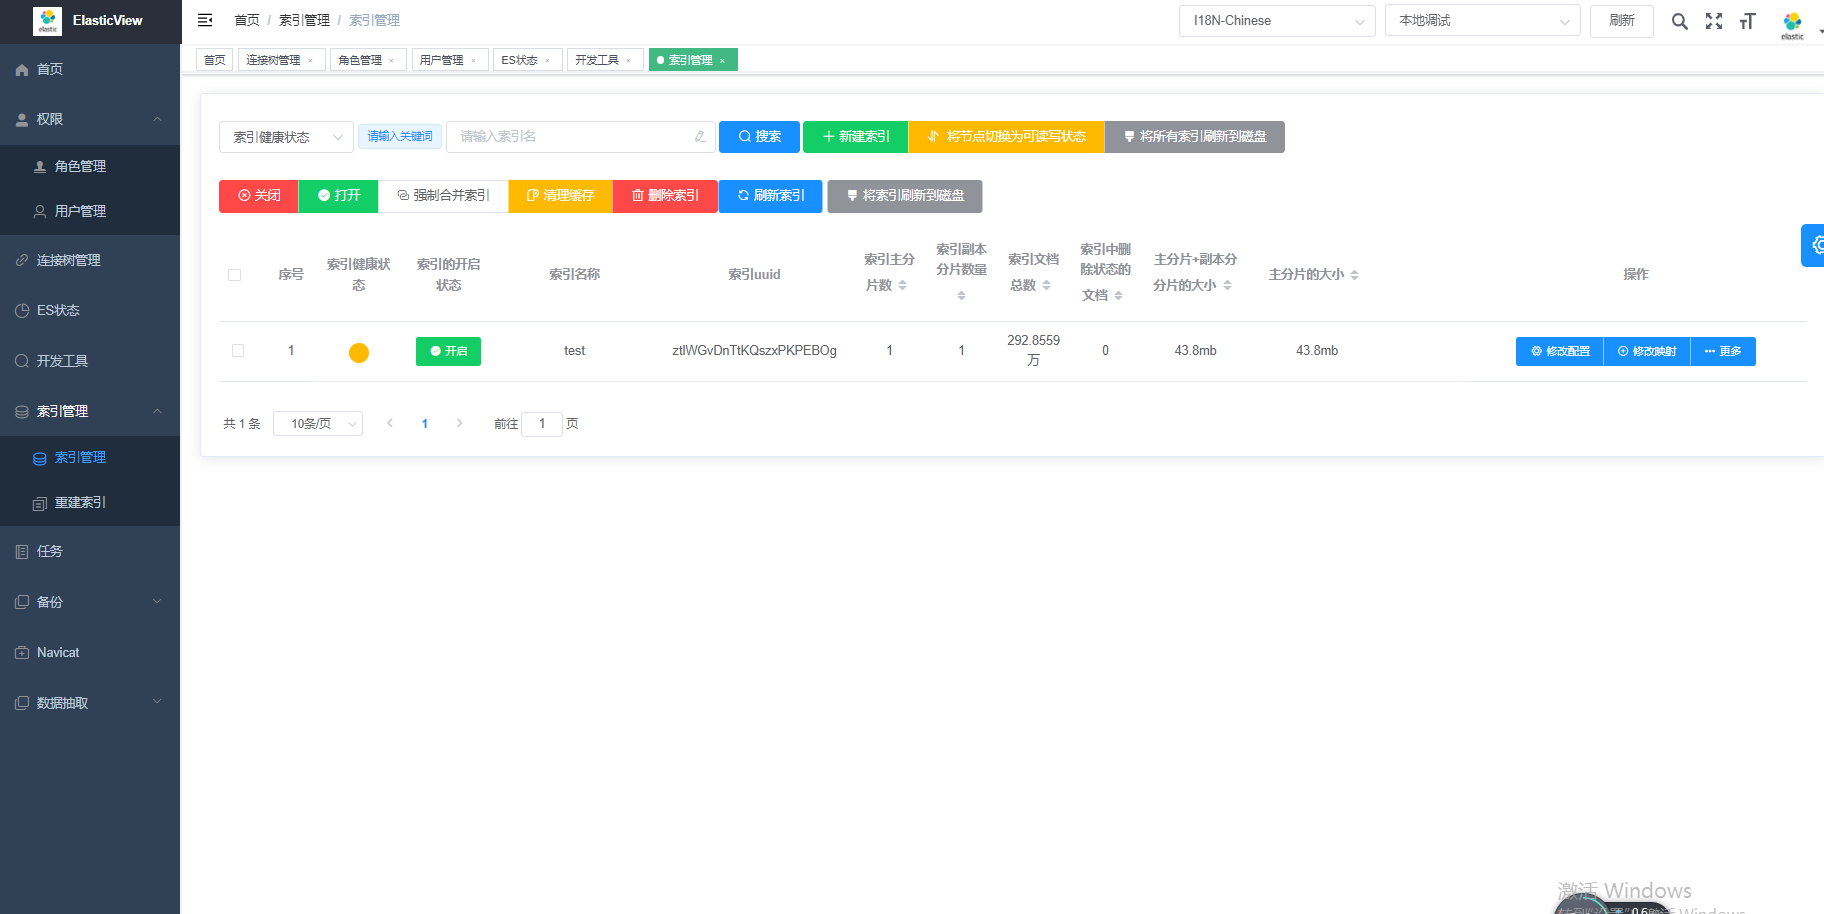 elastic
ElasticView
首页 / 索引管理 / 索引管理
I18N-Chinese
本地调试
刷新
elastic
首页
连接树管理 ×
角色管理 ×
用户管理 ×
ES状态 ×
开发工具 ×
索引管理 ×
首页
权限
角色管理
用户管理
连接树管理
ES状态
开发工具
索引管理
索引管理
重建索引
任务
备份
Navicat
数据抽取
索引健康状态
请输入关键词
请输入索引名
搜索
新建索引
将节点切换为可读写状态
将所有索引刷新到磁盘
关闭
打开
强制合并索引
清理缓存
删除索引
刷新索引
将索引刷新到磁盘
序号
索引健康状
态
索引的开启
状态
索引名称
索引uuid
索引主分
片数
索引副本
分片数量
索引文档
总数
索引中删
除状态的
文档
主分片+副本分
分片的大小
主分片的大小
操作
1
开启
test
ztlWGvDnTtKQszxPKPEBOg
1
1
292.8559
万
0
43.8mb
43.8mb
修改配置
修改映射
更多
共 1 条
10条/页
1
前往 1 页
激活 Windows